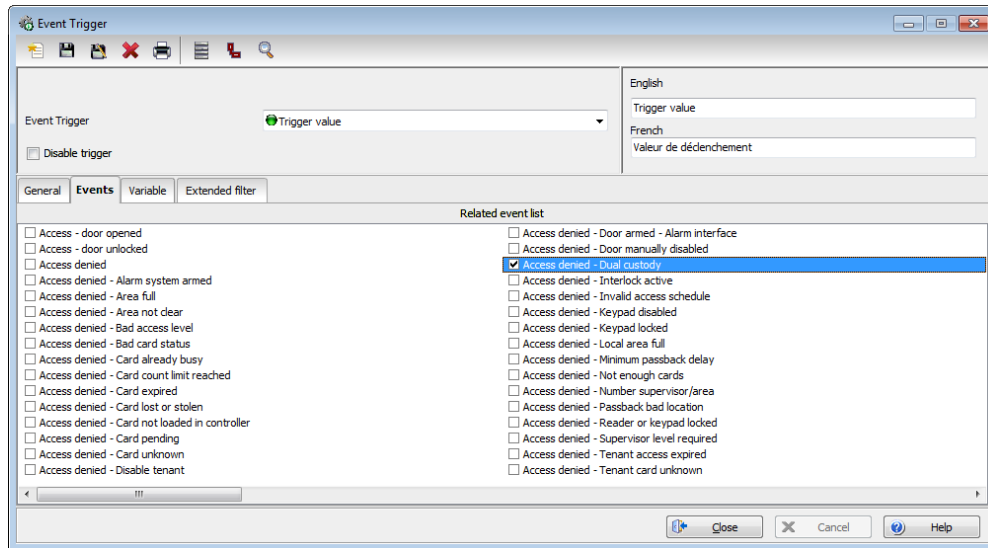 Event Trigger
English
Trigger value
Event Trigger
Trigger value
French
Valeur de déclenchement
Disable trigger
General Events Variable Extended filter
Related event list
Access - door opened
Access - door unlocked
Access denied
Access denied - Alarm system armed
Access denied - Area full
Access denied - Area not clear
Access denied - Bad access level
Access denied - Bad card status
Access denied - Card already busy
Access denied - Card count limit reached
Access denied - Card expired
Access denied - Card lost or stolen
Access denied - Card not loaded in controller
Access denied - Card pending
Access denied - Card unknown
Access denied - Disable tenant
Access denied - Door armed - Alarm interface
Access denied - Door manually disabled
Access denied - Dual custody
Access denied - Interlock active
Access denied - Invalid access schedule
Access denied - Keypad disabled
Access denied - Keypad locked
Access denied - Local area full
Access denied - Minimum passback delay
Access denied - Not enough cards
Access denied - Number supervisor/area
Access denied - Passback bad location
Access denied - Reader or keypad locked
Access denied - Supervisor level required
Access denied - Tenant access expired
Access denied - Tenant card unknown
Close Cancel Help